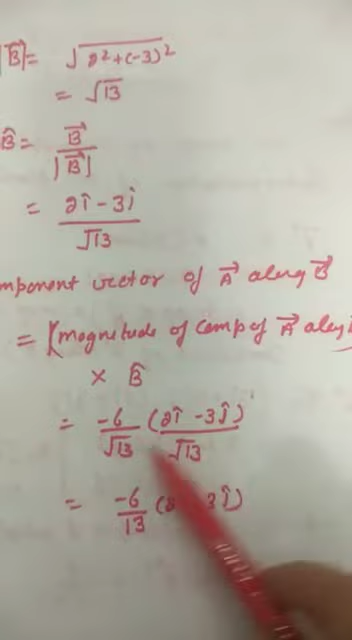 |B⃗| = √(2² + (-3)²)
= √13
B̂ = B⃗ / |B⃗|
= (2î - 3ĵ) / √13
mponent vector of A⃗ along B⃗
= (magnitude of comp of A⃗ along
× B̂
= -6/√13 (2î - 3ĵ)/√13
= -6/13 (2 3ĵ)